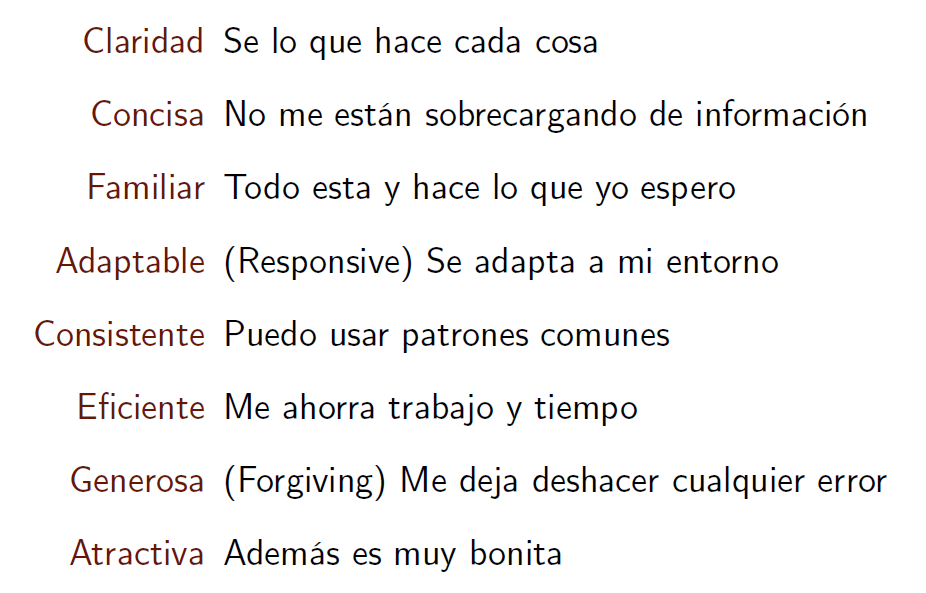 Claridad Se lo que hace cada cosa
Concisa No me están sobrecargando de información
Familiar Todo esta y hace lo que yo espero
Adaptable (Responsive) Se adapta a mi entorno
Consistente Puedo usar patrones comunes
Eficiente Me ahorra trabajo y tiempo
Generosa (Forgiving) Me deja deshacer cualquier error
Atractiva Además es muy bonita